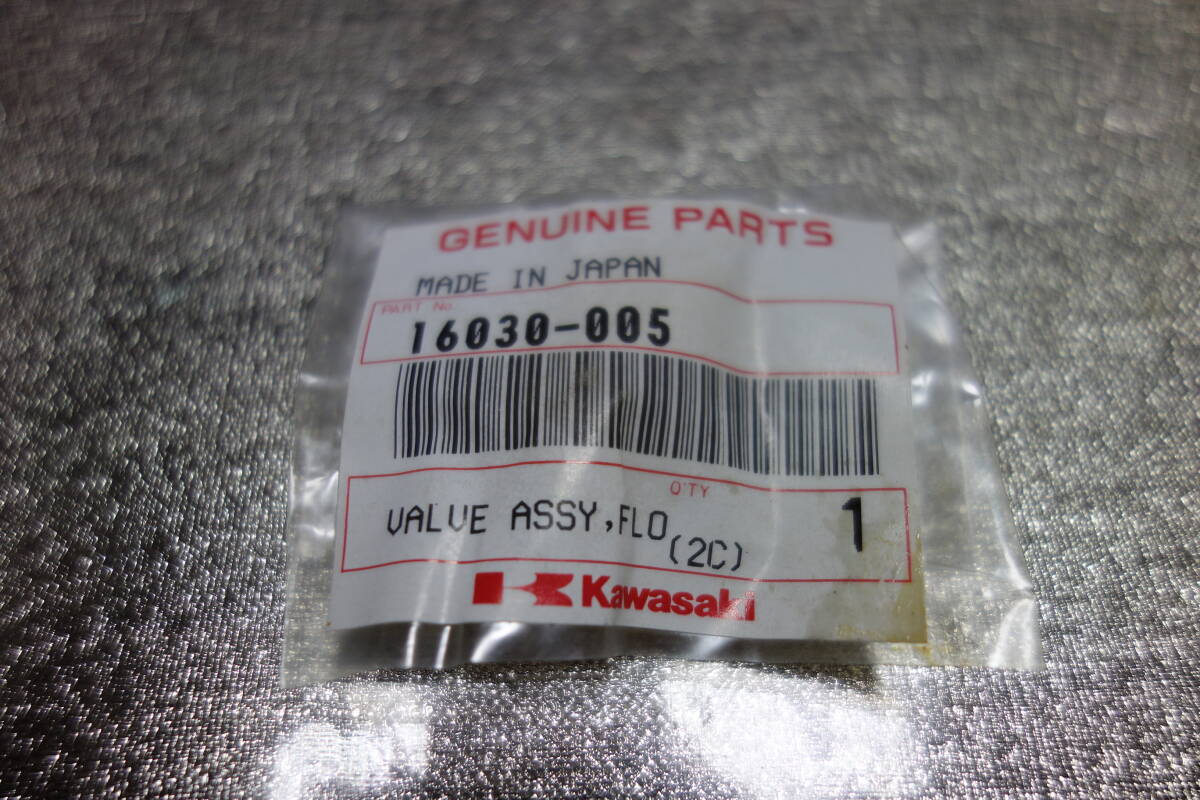 GENUINE PARTS
MADE IN JAPAN
PART No.
16030-005
Q'TY
VALVE ASSY,FLO 1
(2C)
Kawasaki